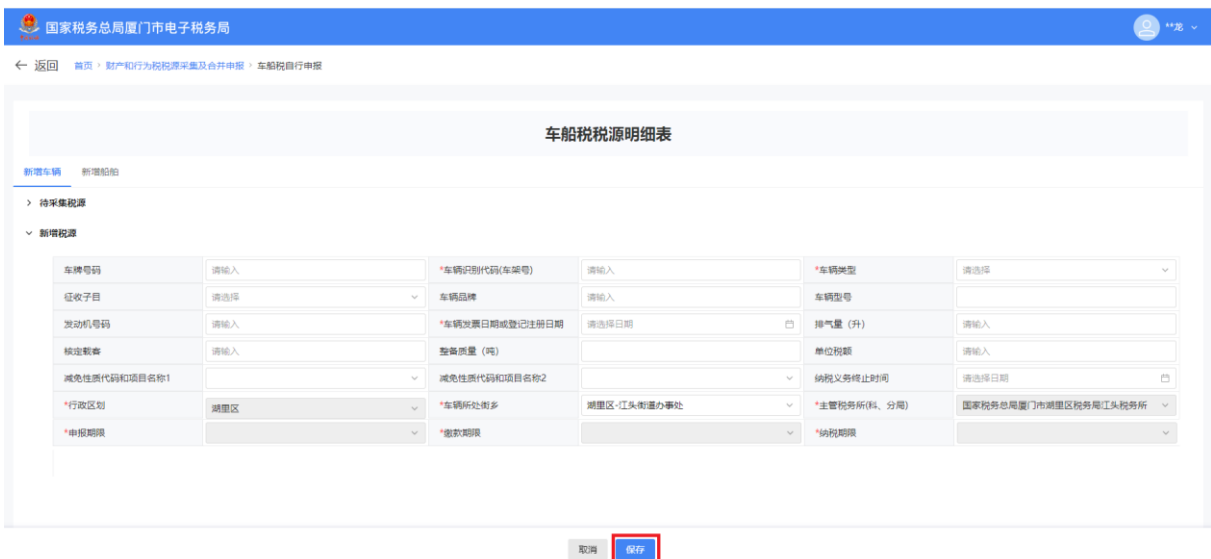 国家税务总局厦门市电子税务局 **龙
← 返回 首页 › 财产和行为税税源采集及合并申报 › 车船税自行申报
车船税税源明细表
新增车辆 新增船舶
待采集税源
新增税源
车牌号码 请输入 *车辆识别代码(车架号) 请输入 *车辆类型 请选择
征收子目 请选择 车辆品牌 请输入 车辆型号
发动机号码 请输入 *车辆发票日期或登记注册日期 请选择日期 排气量（升） 请输入
核定载客 请输入 整备质量（吨） 单位税额 请输入
减免性质代码和项目名称1 减免性质代码和项目名称2 纳税义务终止时间 请选择日期
*行政区划 湖里区 *车辆所处街乡 湖里区-江头街道办事处 *主管税务所(科、分局) 国家税务总局厦门市湖里区税务局江头税务所
*申报期限 *缴款期限 *纳税期限
取消 保存